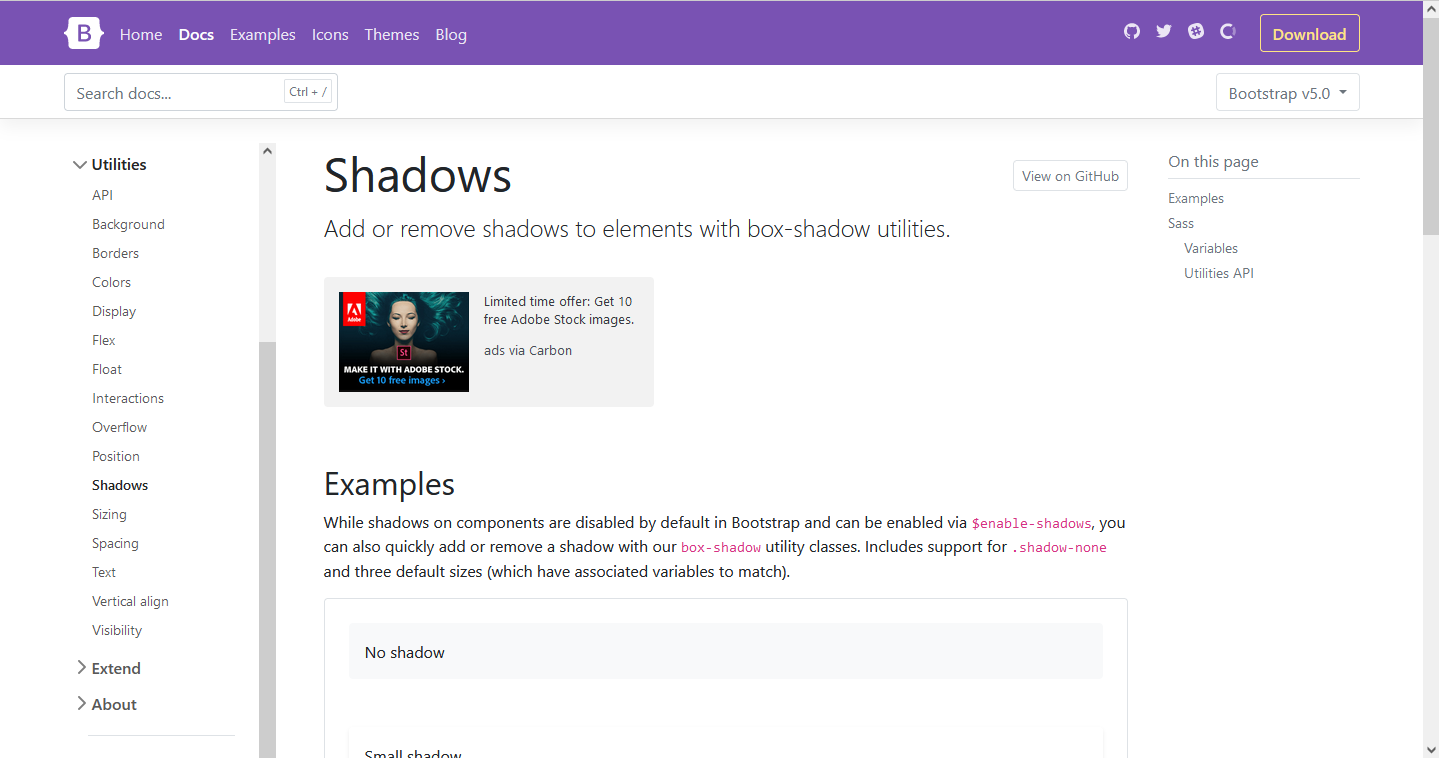 B Home Docs Examples Icons Themes Blog Download
Search docs... Ctrl + / Bootstrap v5.0
Utilities
API
Background
Borders
Colors
Display
Flex
Float
Interactions
Overflow
Position
Shadows
Sizing
Spacing
Text
Vertical align
Visibility
Extend
About
Shadows
View on GitHub
Add or remove shadows to elements with box-shadow utilities.
Adobe
St
MAKE IT WITH ADOBE STOCK.
Get 10 free images ›
Limited time offer: Get 10
free Adobe Stock images.
ads via Carbon
Examples
While shadows on components are disabled by default in Bootstrap and can be enabled via $enable-shadows, you
can also quickly add or remove a shadow with our box-shadow utility classes. Includes support for .shadow-none
and three default sizes (which have associated variables to match).
No shadow
Small shadow
On this page
Examples
Sass
Variables
Utilities API